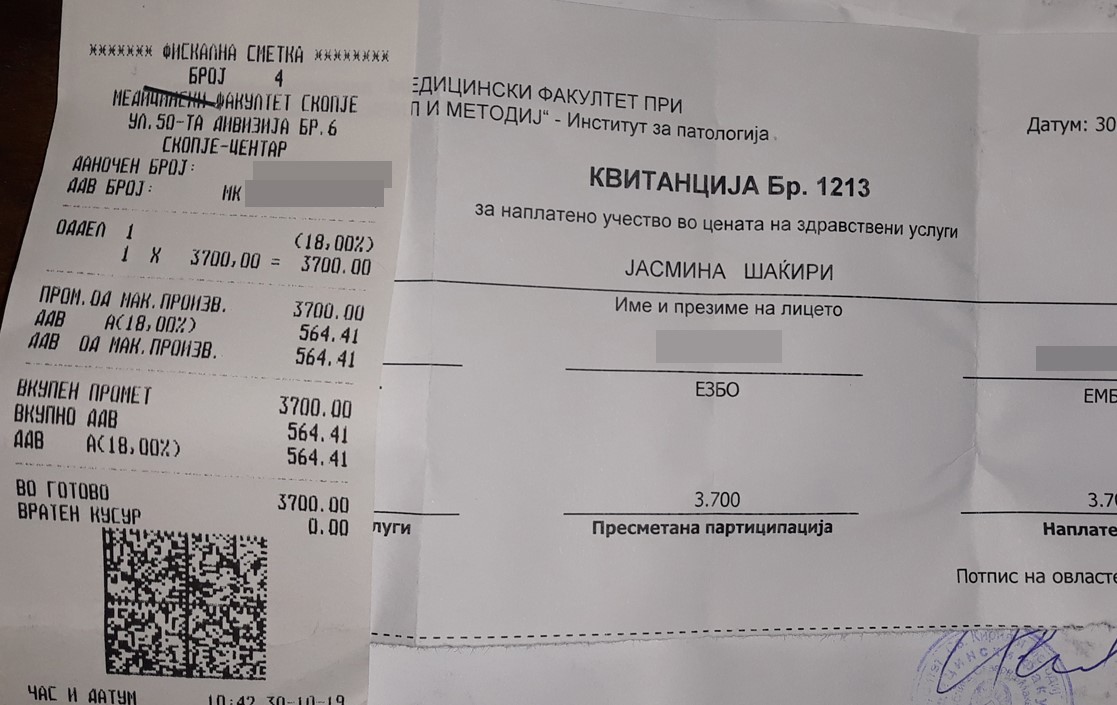 ******* ФИСКАЛНА СМЕТКА ********
БРОЈ 4
МЕДИЦИНСКИ ФАКУЛТЕТ СКОПЈЕ
УЛ.50-ТА ДИВИЗИЈА БР.6
СКОПЈЕ-ЦЕНТАР
ДАНОЧЕН БРОЈ:
ДДВ БРОЈ: МК
ОДДЕЛ 1 (18,00%)
1 X 3700,00 = 3700.00
ПРОМ.ОД МАК.ПРОИЗВ. 3700.00
ДДВ А(18,00%) 564.41
ДДВ ОД МАК.ПРОИЗВ. 564.41
ВКУПЕН ПРОМЕТ 3700.00
ВКУПНО ДДВ 564.41
ДДВ А(18,00%) 564.41
ВО ГОТОВО 3700.00
ВРАТЕН КУСУР 0.00
ЧАС И ДАТУМ 10:42 30-10-19
ЕДИЦИНСКИ ФАКУЛТЕТ ПРИ
Л И МЕТОДИЈ“ - Институт за патологија
Датум: 30
КВИТАНЦИЈА Бр. 1213
за наплатено учество во цената на здравствени услуги
ЈАСМИНА ШАЌИРИ
Име и презиме на лицето
ЕЗБО
ЕМБ
3.700
3.70
луги
Пресметана партиципација
Наплате
Потпис на овласте